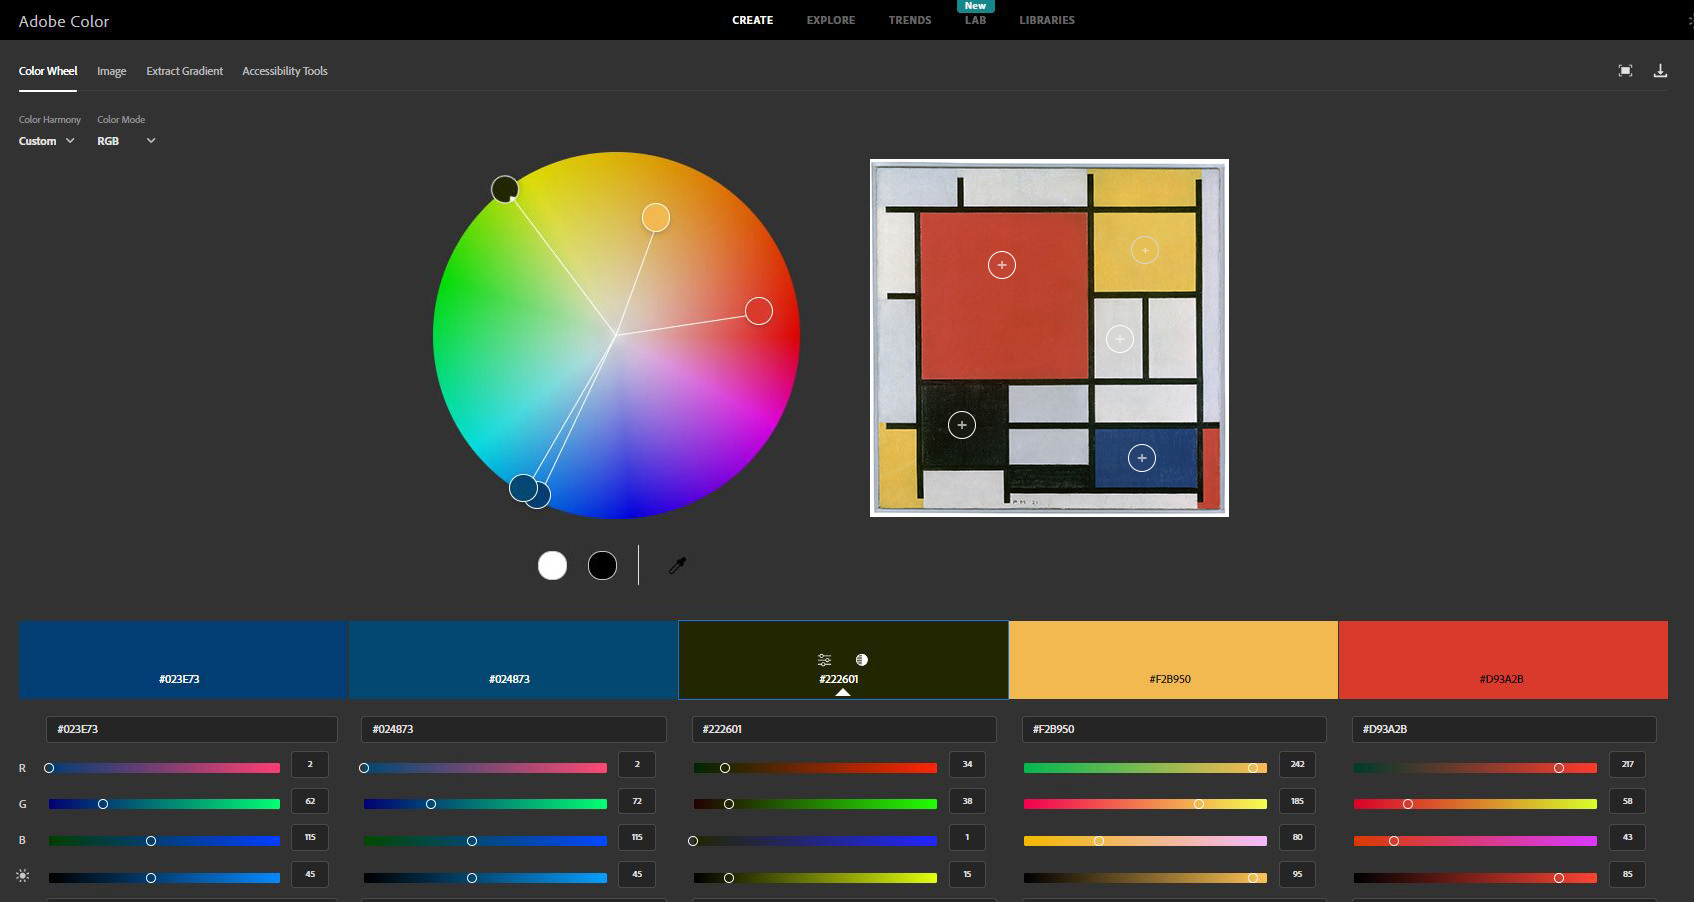 Adobe Color
New
CREATE EXPLORE TRENDS LAB LIBRARIES
Color Wheel Image Extract Gradient Accessibility Tools
Color Harmony Color Mode
Custom RGB
#023E73 #024873 #222601 #F2B950 #D93A2B
#023E73 #024873 #222601 #F2B950 #D93A2B
R 2 2 34 242 217
G 62 72 38 185 58
B 115 115 1 80 43
45 45 15 95 85